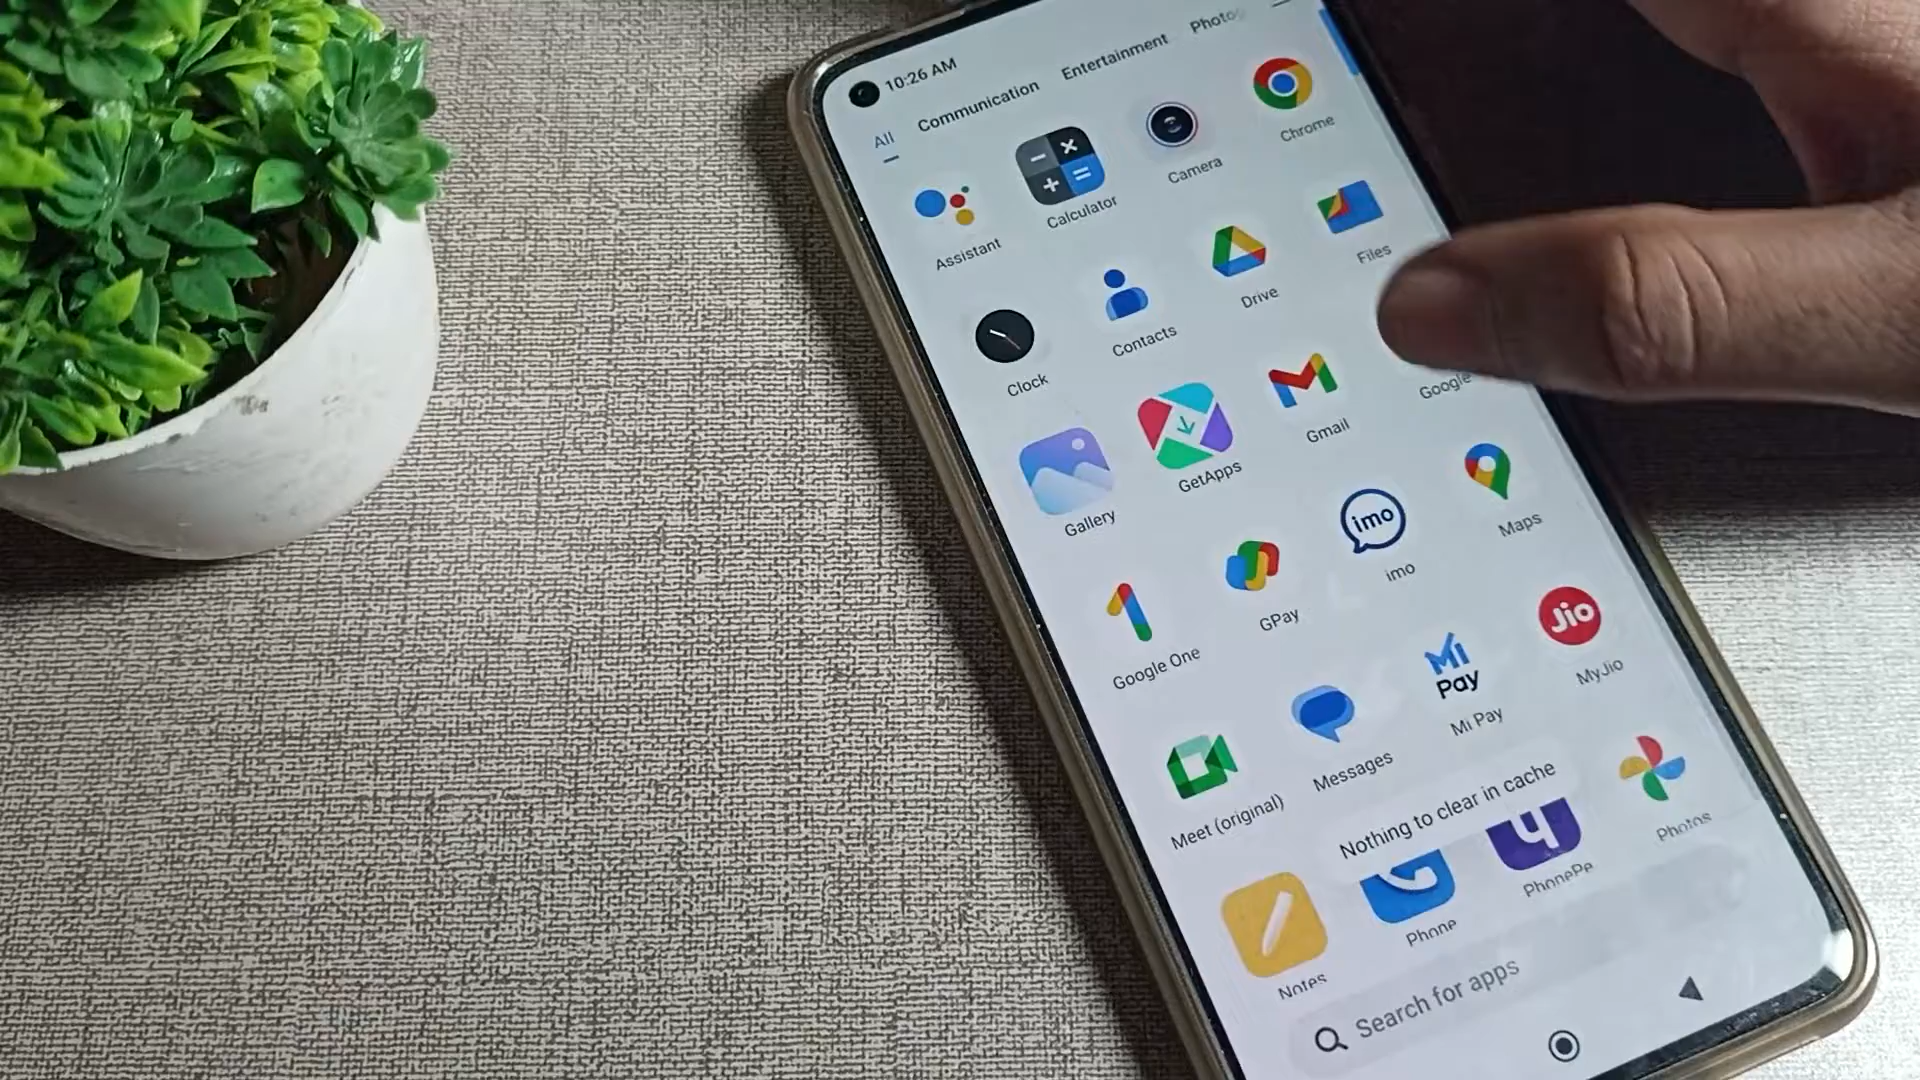 10:26 AM
All
Communication
Entertainment
Photo
Assistant
Calculator
Camera
Chrome
Clock
Contacts
Drive
Files
Gallery
GetApps
Gmail
Google
Google One
GPay
imo
imo
Maps
Meet (original)
Messages
Mi
Pay
Mi Pay
Jio
MyJio
Nothing to clear in cache
Notes
Phone
PhonePe
Photos
Search for apps